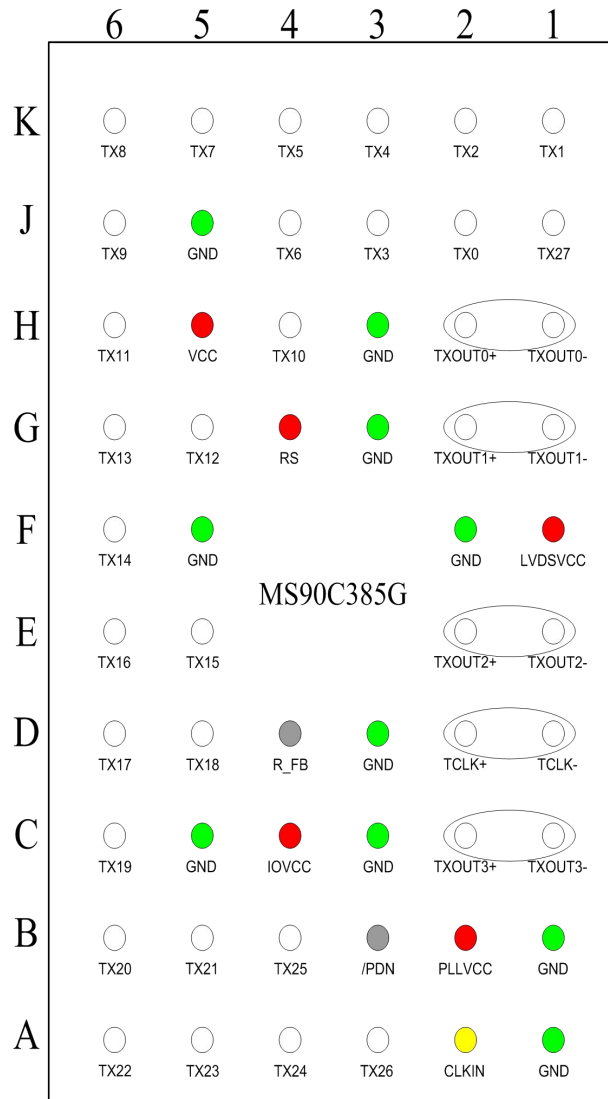 6 5 4 3 2 1
K
TX8 TX7 TX5 TX4 TX2 TX1
J
TX9 GND TX6 TX3 TX0 TX27
H
TX11 VCC TX10 GND TXOUT0+ TXOUT0-
G
TX13 TX12 RS GND TXOUT1+ TXOUT1-
F
TX14 GND GND LVDSVCC
MS90C385G
E
TX16 TX15 TXOUT2+ TXOUT2-
D
TX17 TX18 R_FB GND TCLK+ TCLK-
C
TX19 GND IOVCC GND TXOUT3+ TXOUT3-
B
TX20 TX21 TX25 /PDN PLLVCC GND
A
TX22 TX23 TX24 TX26 CLKIN GND